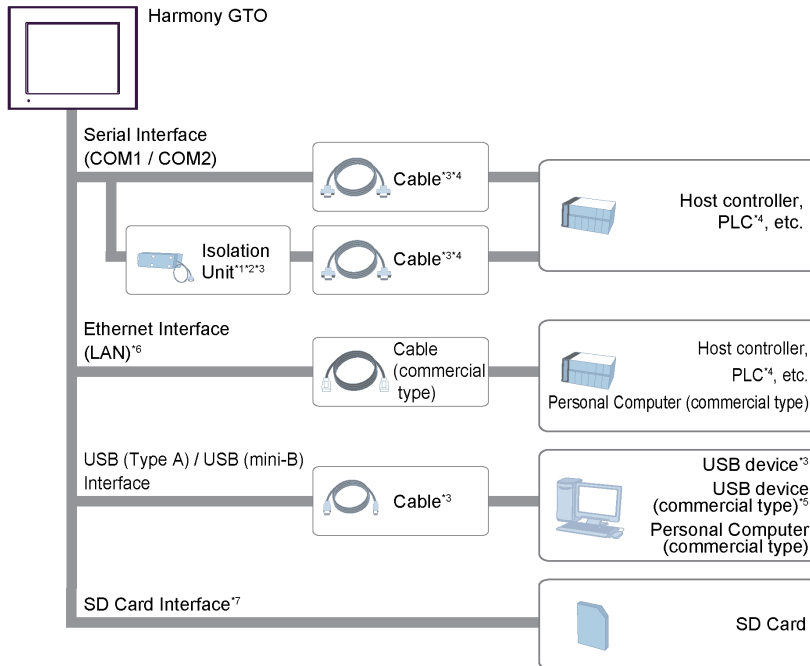 Harmony GTO
Serial Interface
(COM1 / COM2)
Cable*3*4
Host controller,
PLC*4, etc.
Isolation
Unit*1*2*3
Cable*3*4
Ethernet Interface
(LAN)*6
Cable
(commercial
type)
Host controller,
PLC*4, etc.
Personal Computer (commercial type)
USB (Type A) / USB (mini-B)
Interface
Cable*3
USB device*3
USB device
(commercial type)*5
Personal Computer
(commercial type)
SD Card Interface*7
SD Card